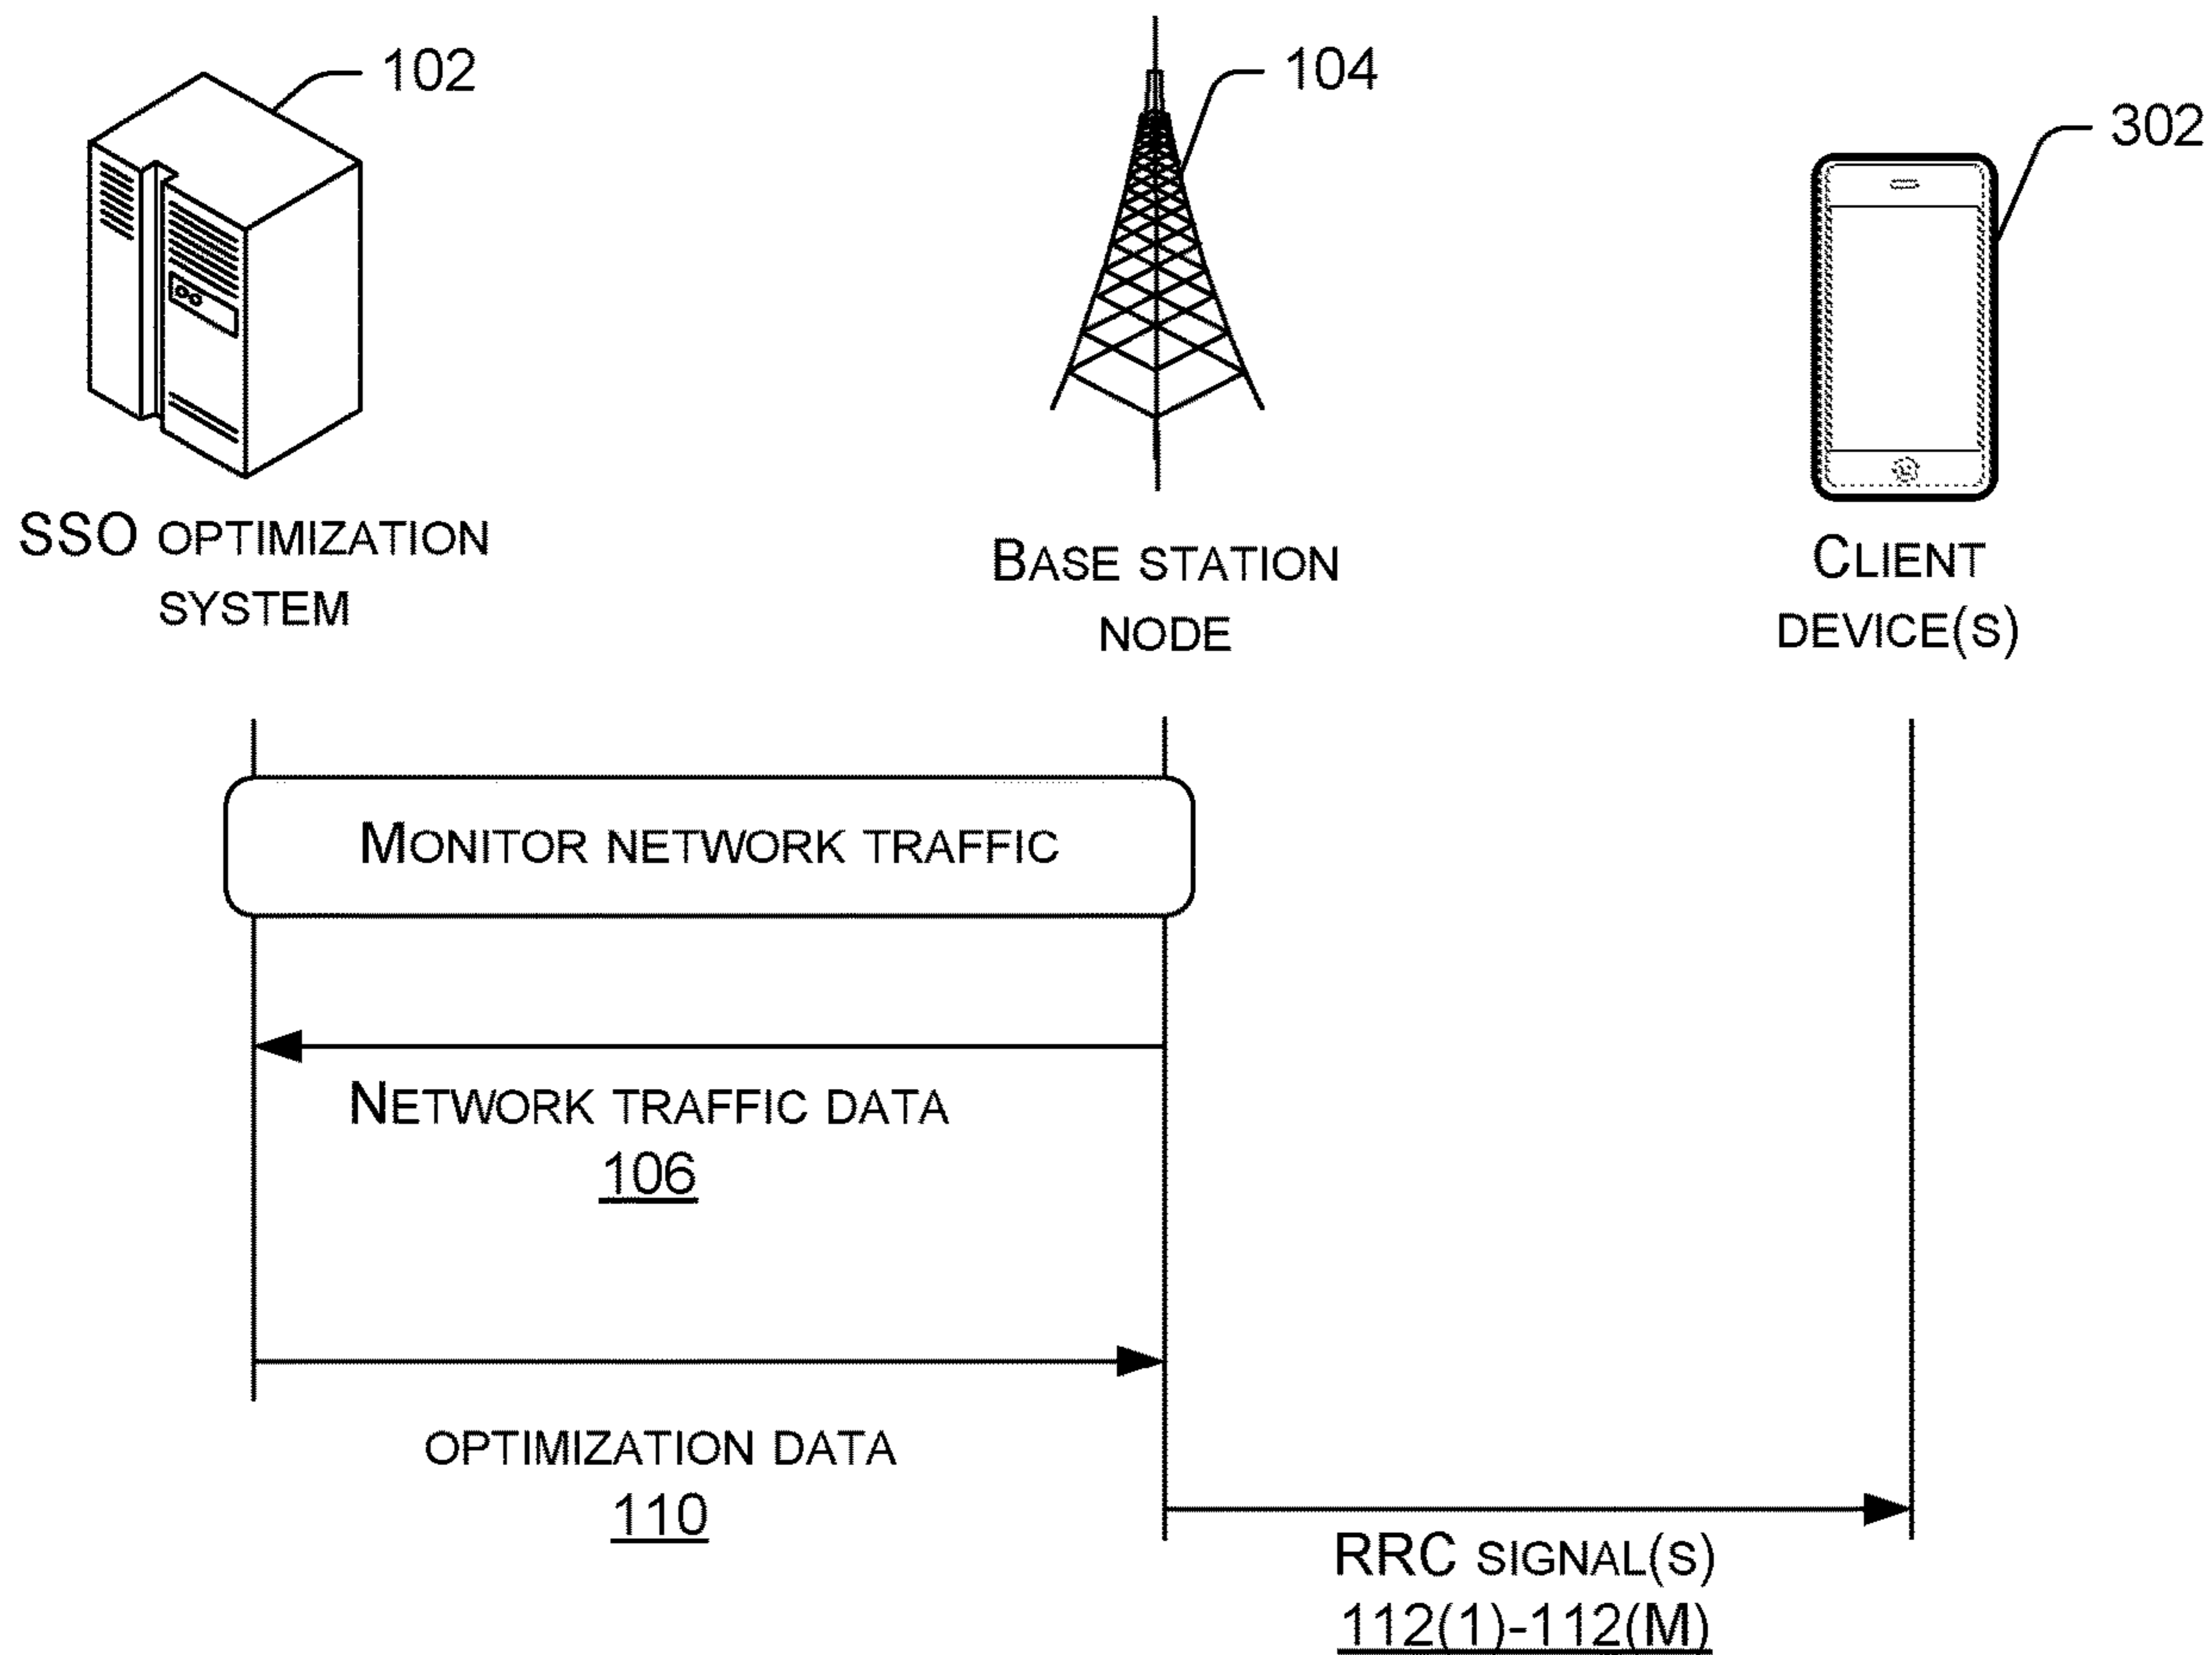 102
104
302
SSO OPTIMIZATION
SYSTEM
BASE STATION
NODE
CLIENT
DEVICE(S)
MONITOR NETWORK TRAFFIC
NETWORK TRAFFIC DATA
106
OPTIMIZATION DATA
110
RRC SIGNAL(S)
112(1)-112(M)